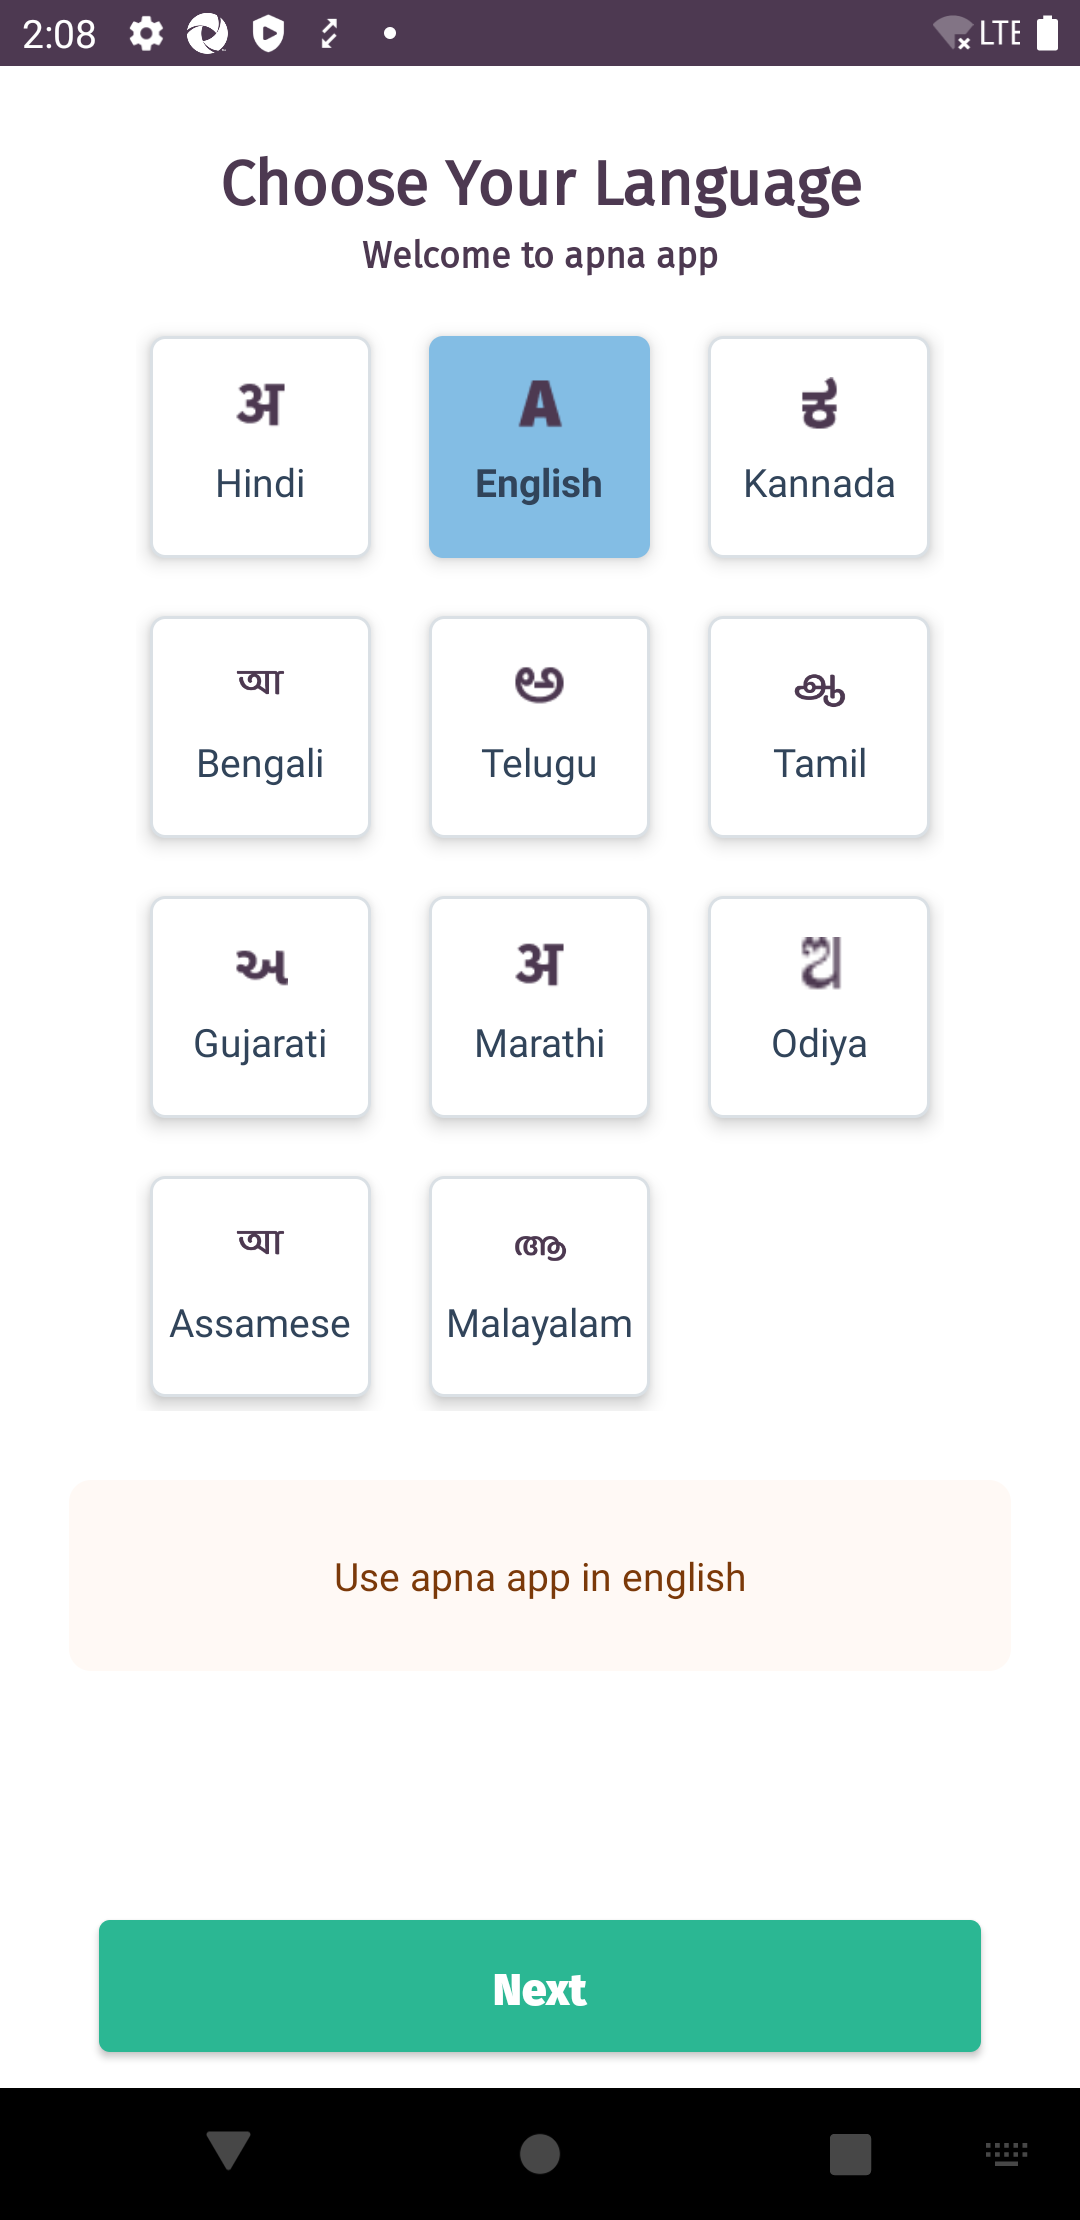 2:08 LTE
Choose Your Language
Welcome to apna app
अ A ಕ
Hindi English Kannada
আ అ ஆ
Bengali Telugu Tamil
અ अ ଅ
Gujarati Marathi Odiya
আ ആ
Assamese Malayalam
Use apna app in english
Next